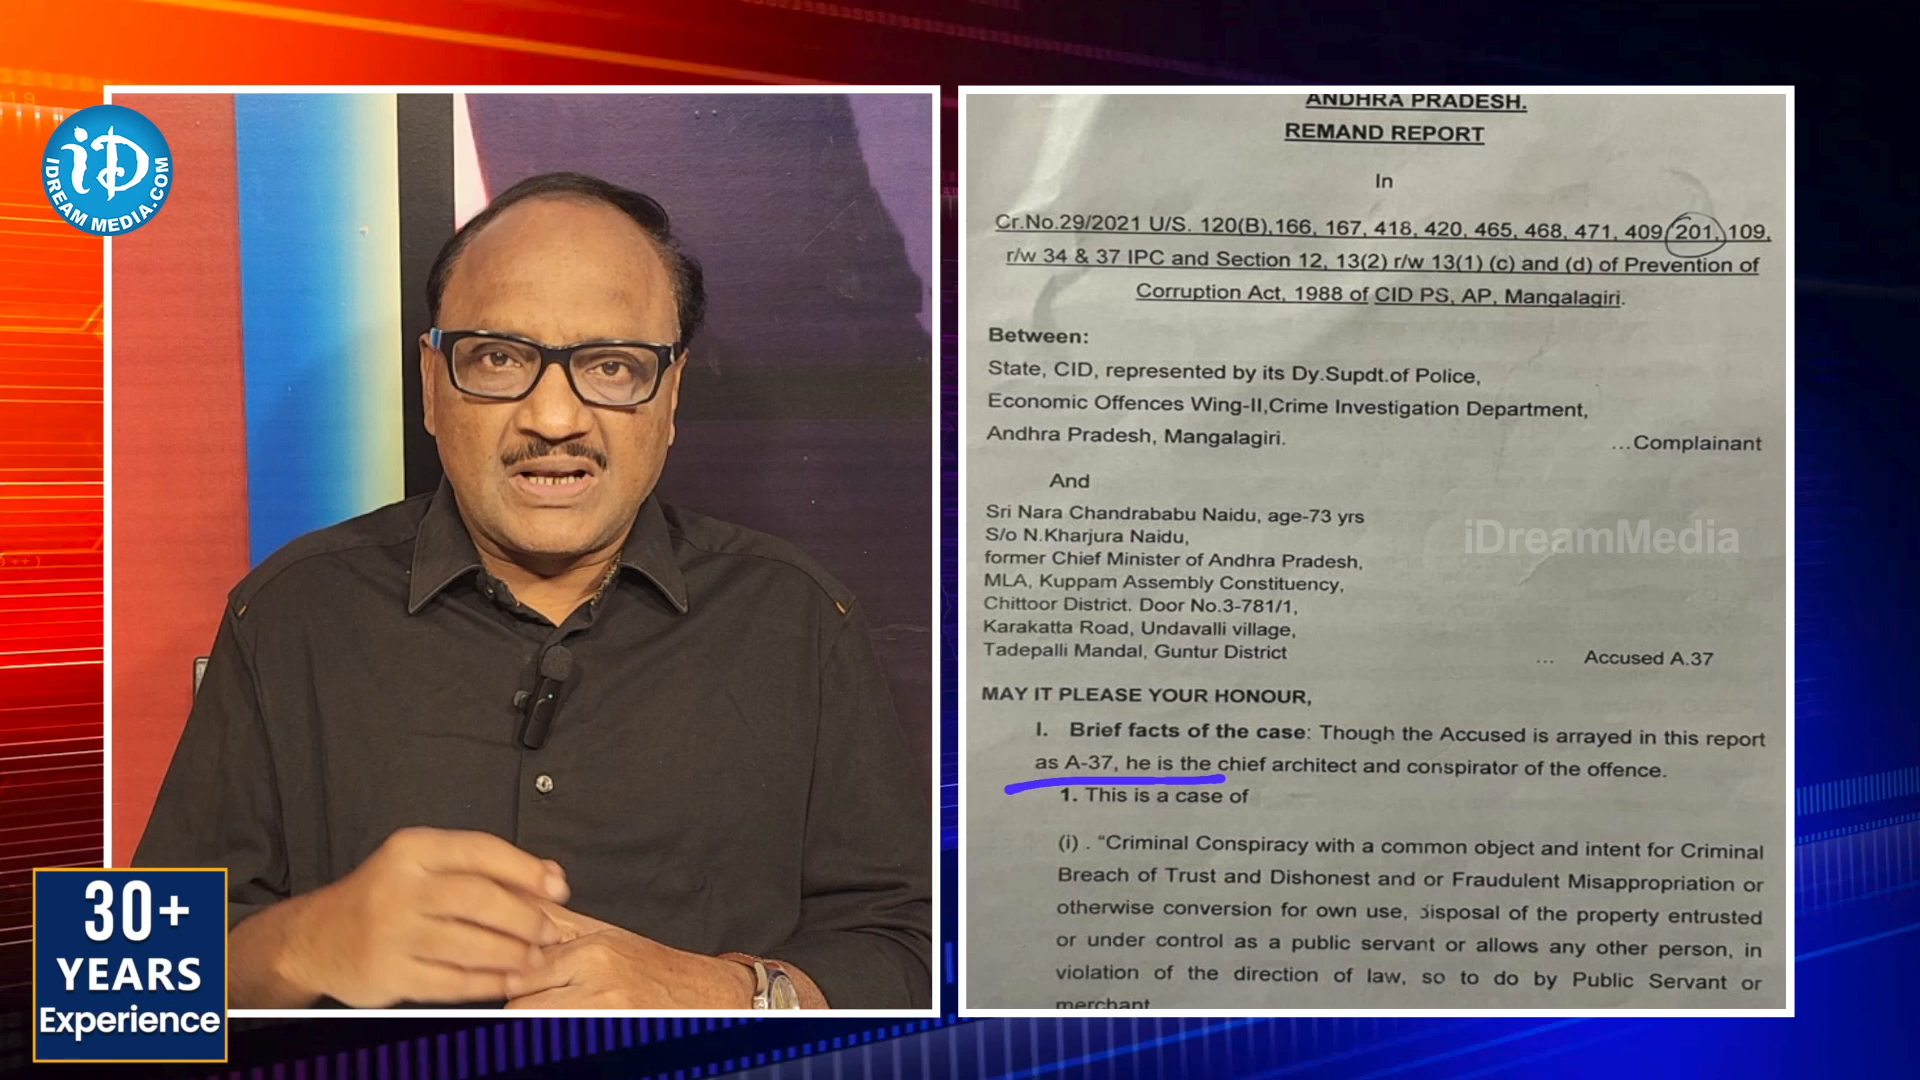 iD
IDREAM MEDIA.COM
30+
YEARS
Experience
ANDHRA PRADESH.
REMAND REPORT
In
Cr.No.29/2021 U/S. 120(B),166, 167, 418, 420, 465, 468, 471, 409, 201, 109,
r/w 34 & 37 IPC and Section 12, 13(2) r/w 13(1) (c) and (d) of Prevention of
Corruption Act, 1988 of CID PS, AP, Mangalagiri.
Between:
State, CID, represented by its Dy.Supdt.of Police,
Economic Offences Wing-II,Crime Investigation Department,
Andhra Pradesh, Mangalagiri.
...Complainant
And
Sri Nara Chandrababu Naidu, age-73 yrs
S/o N.Kharjura Naidu,
former Chief Minister of Andhra Pradesh,
MLA, Kuppam Assembly Constituency,
Chittoor District. Door No.3-781/1,
Karakatta Road, Undavalli village,
Tadepalli Mandal, Guntur District
... Accused A.37
iDreamMedia
MAY IT PLEASE YOUR HONOUR,
I. Brief facts of the case: Though the Accused is arrayed in this report
as A-37, he is the chief architect and conspirator of the offence.
1. This is a case of
(i) . "Criminal Conspiracy with a common object and intent for Criminal
Breach of Trust and Dishonest and or Fraudulent Misappropriation or
otherwise conversion for own use, disposal of the property entrusted
or under control as a public servant or allows any other person, in
violation of the direction of law, so to do by Public Servant or
merchant